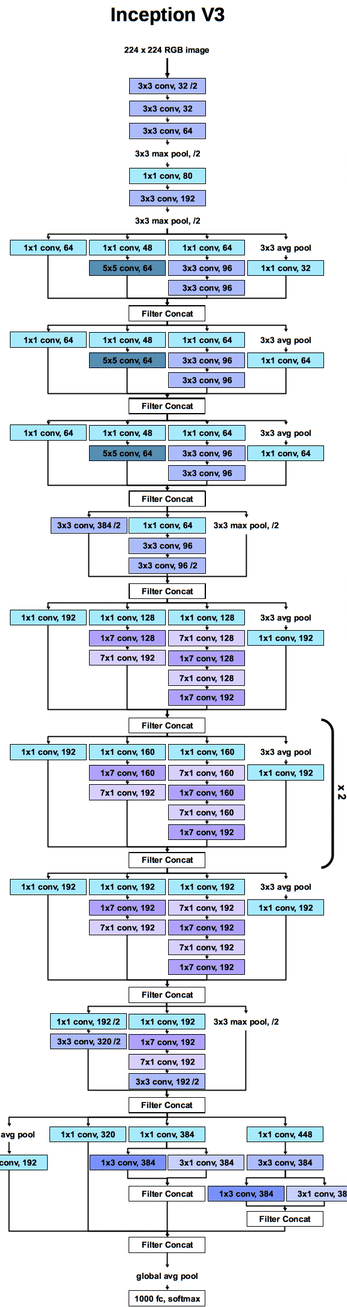 Inception V3
224 x 224 RGB image
3x3 conv, 32 /2
3x3 conv, 32
3x3 conv, 64
3x3 max pool, /2
1x1 conv, 80
3x3 conv, 192
3x3 max pool, /2
1x1 conv, 64 1x1 conv, 48 1x1 conv, 64 3x3 avg pool
5x5 conv, 64 3x3 conv, 96 1x1 conv, 32
3x3 conv, 96
Filter Concat
1x1 conv, 64 1x1 conv, 48 1x1 conv, 64 3x3 avg pool
5x5 conv, 64 3x3 conv, 96 1x1 conv, 64
3x3 conv, 96
Filter Concat
1x1 conv, 64 1x1 conv, 48 1x1 conv, 64 3x3 avg pool
5x5 conv, 64 3x3 conv, 96 1x1 conv, 64
3x3 conv, 96
Filter Concat
3x3 conv, 384 /2 1x1 conv, 64 3x3 max pool, /2
3x3 conv, 96
3x3 conv, 96 /2
Filter Concat
1x1 conv, 192 1x1 conv, 128 1x1 conv, 128 3x3 avg pool
1x7 conv, 128 7x1 conv, 128 1x1 conv, 192
7x1 conv, 192 1x7 conv, 128
7x1 conv, 128
1x7 conv, 192
Filter Concat
1x1 conv, 192 1x1 conv, 160 1x1 conv, 160 3x3 avg pool
1x7 conv, 160 7x1 conv, 160 1x1 conv, 192
7x1 conv, 192 1x7 conv, 160
x 2
7x1 conv, 160
1x7 conv, 192
Filter Concat
1x1 conv, 192 1x1 conv, 192 1x1 conv, 192 3x3 avg pool
1x7 conv, 192 7x1 conv, 192 1x1 conv, 192
7x1 conv, 192 1x7 conv, 192
7x1 conv, 192
1x7 conv, 192
Filter Concat
1x1 conv, 192 /2 1x1 conv, 192 3x3 max pool, /2
3x3 conv, 320 /2 1x7 conv, 192
7x1 conv, 192
3x3 conv, 192 /2
Filter Concat
avg pool 1x1 conv, 320 1x1 conv, 384 1x1 conv, 448
conv, 192 1x3 conv, 384 3x1 conv, 384 3x3 conv, 384
Filter Concat 1x3 conv, 384 3x1 conv, 38
Filter Concat
Filter Concat
global avg pool
1000 fc, softmax